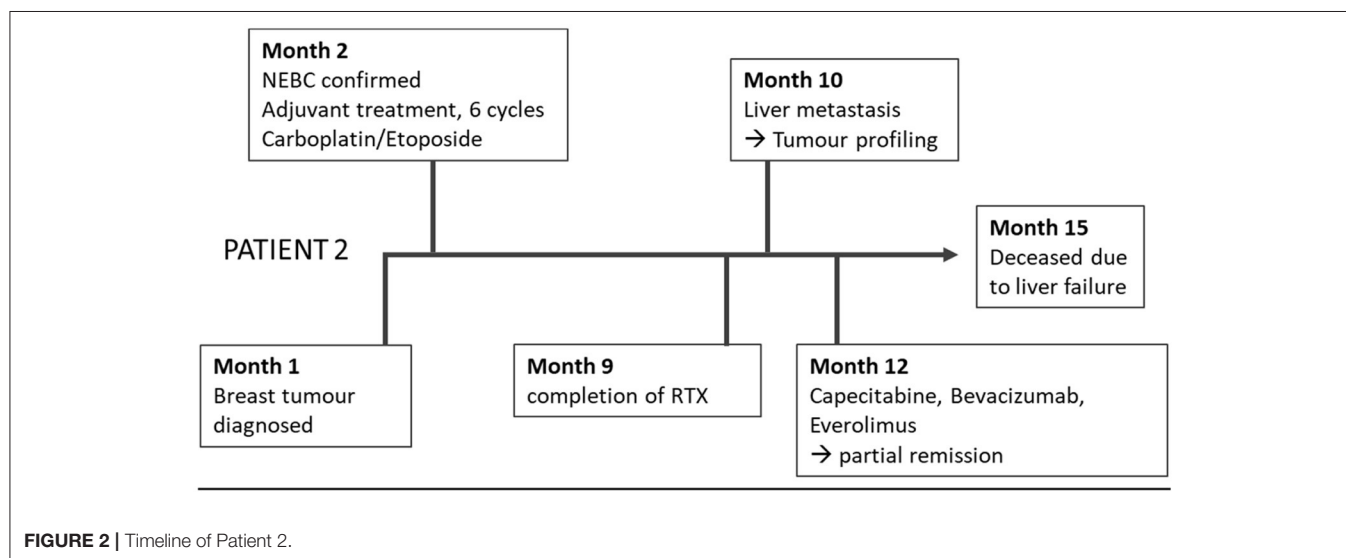 Month 2
NEBC confirmed
Adjuvant treatment, 6 cycles
Carboplatin/Etoposide
Month 10
Liver metastasis
→ Tumour profiling
PATIENT 2
Month 15
Deceased due
to liver failure
Month 1
Breast tumour
diagnosed
Month 9
completion of RTX
Month 12
Capecitabine, Bevacizumab,
Everolimus
→ partial remission
FIGURE 2 | Timeline of Patient 2.